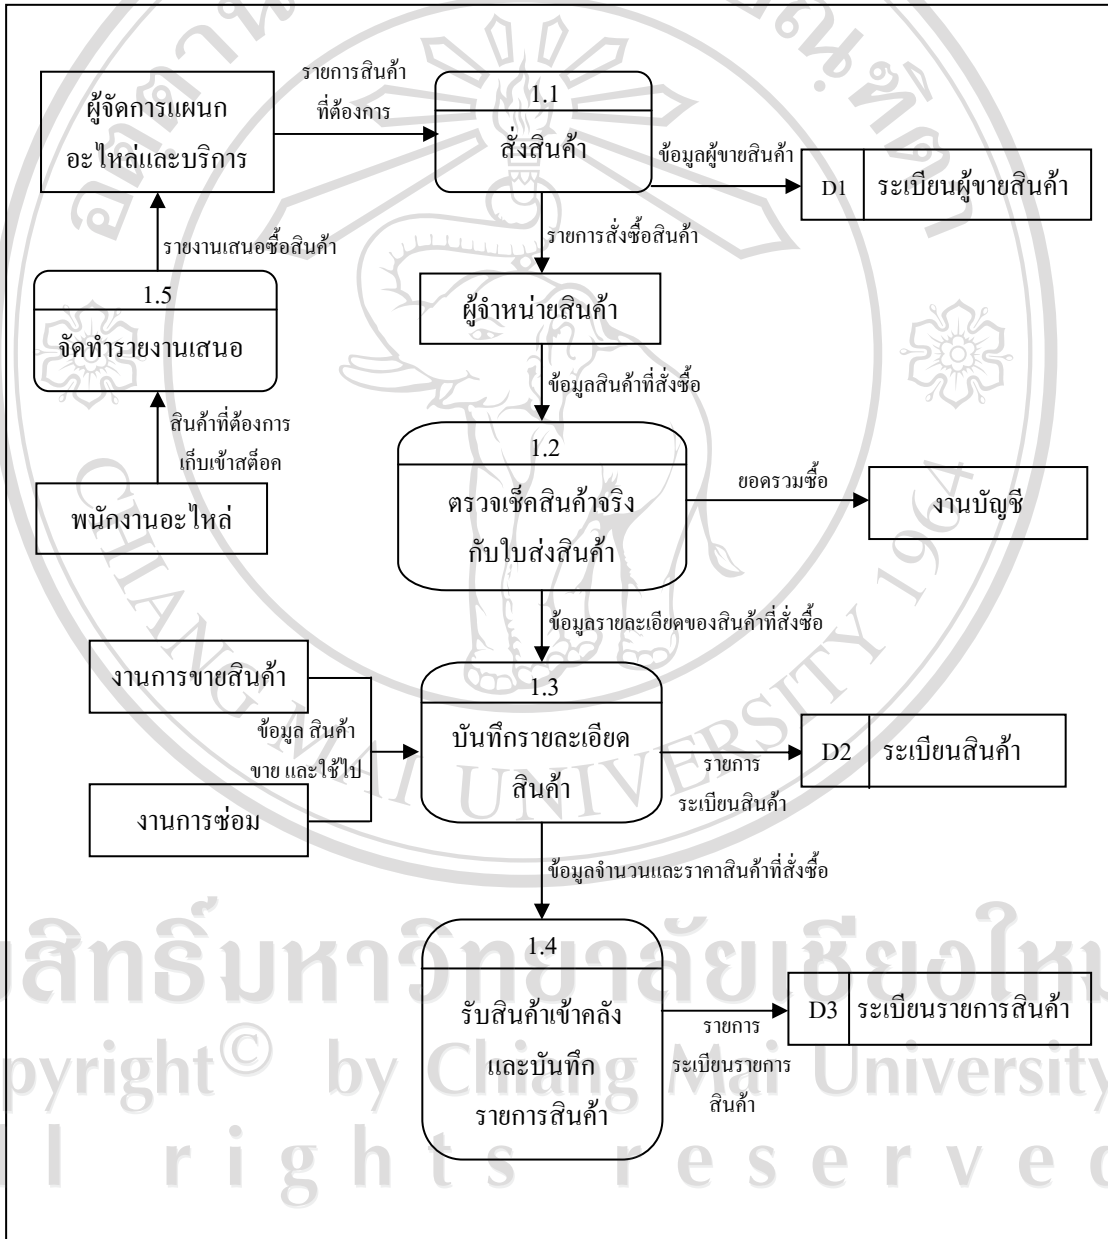 ผู้จัดการแผนก
อะไหล่และบริการ
รายการสินค้า
ที่ต้องการ
1.1
สั่งสินค้า
ข้อมูลผู้ขายสินค้า
D1 ระเบียนผู้ขายสินค้า
รายงานเสนอซื้อสินค้า
รายการสั่งซื้อสินค้า
1.5
จัดทำรายงานเสนอ
ผู้จำหน่ายสินค้า
ข้อมูลสินค้าที่สั่งซื้อ
สินค้าที่ต้องการ
เก็บเข้าสต็อค
พนักงานอะไหล่
1.2
ตรวจเช็คสินค้าจริง
กับใบส่งสินค้า
ยอดรวมซื้อ
งานบัญชี
ข้อมูลรายละเอียดของสินค้าที่สั่งซื้อ
งานการขายสินค้า
ข้อมูล สินค้า
ขาย และใช้ไป
งานการซ่อม
1.3
บันทึกรายละเอียด
สินค้า
รายการ
ระเบียนสินค้า
D2 ระเบียนสินค้า
ข้อมูลจำนวนและราคาสินค้าที่สั่งซื้อ
1.4
รับสินค้าเข้าคลัง
และบันทึก
รายการสินค้า
รายการ
ระเบียนรายการ
สินค้า
D3 ระเบียนรายการสินค้า
CHIANG MAI UNIVERSITY 1964
สิทธิ์มหาวิทยาลัยเชียงใหม่
pyright© by Chiang Mai University
l rights reserved